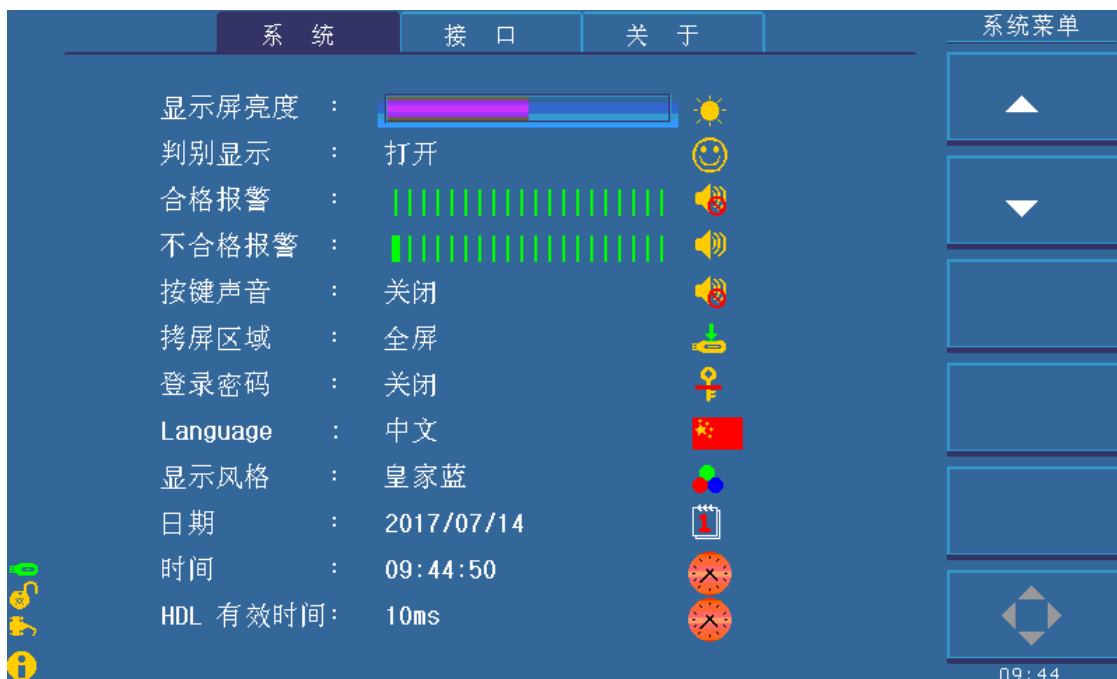 系 统 接 口 关 于 系统菜单
显示屏亮度 :
判别显示 : 打开
合格报警 :
不合格报警 :
按键声音 : 关闭
拷屏区域 : 全屏
登录密码 : 关闭
Language : 中文
显示风格 : 皇家蓝
日期 : 2017/07/14
1
时间 : 09:44:50
HDL 有效时间: 10ms
09:44